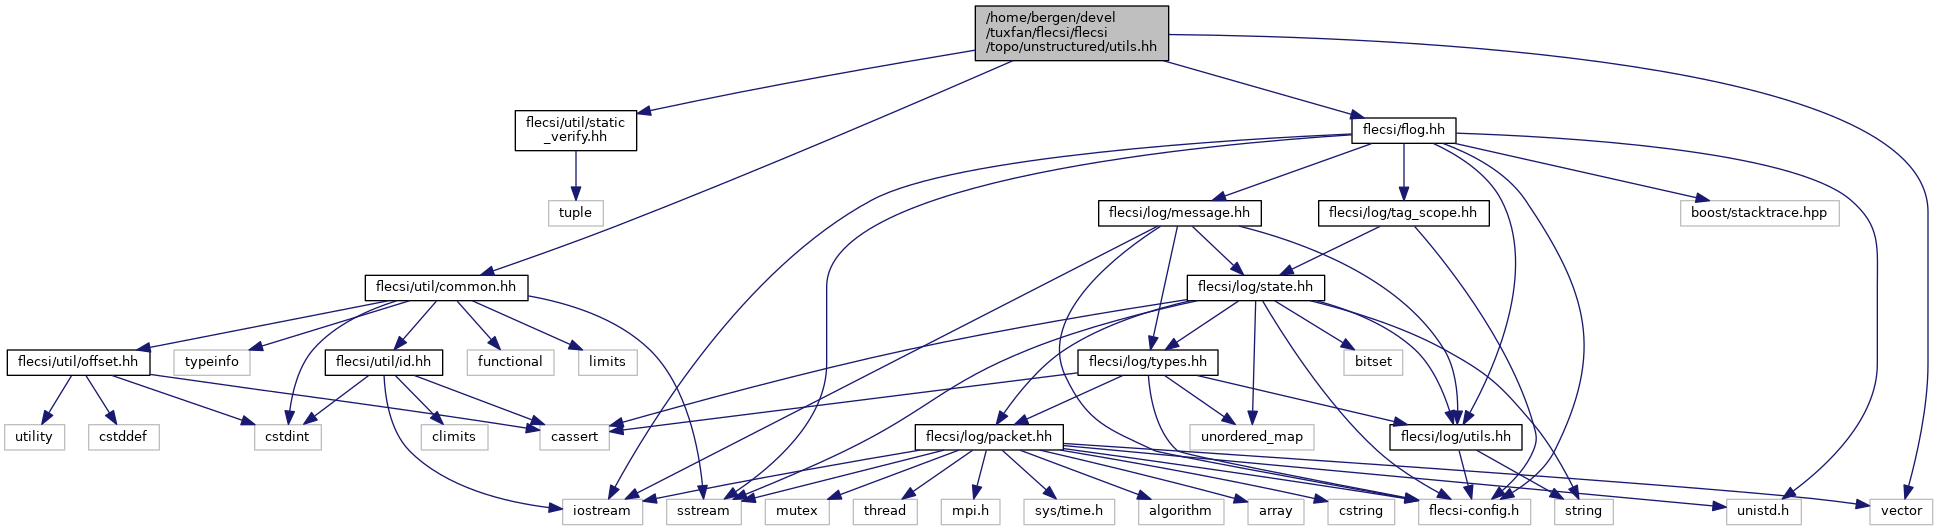 /home/bergen/devel
/tuxfan/flecsi/flecsi
/topo/unstructured/utils.hh
flecsi/util/static
_verify.hh
flecsi/flog.hh
tuple
flecsi/log/message.hh
flecsi/log/tag_scope.hh
boost/stacktrace.hpp
flecsi/util/common.hh
flecsi/log/state.hh
flecsi/util/offset.hh
typeinfo
flecsi/util/id.hh
functional
limits
flecsi/log/types.hh
bitset
utility
cstddef
cstdint
climits
cassert
flecsi/log/packet.hh
unordered_map
flecsi/log/utils.hh
iostream
sstream
mutex
thread
mpi.h
sys/time.h
algorithm
array
cstring
flecsi-config.h
string
unistd.h
vector